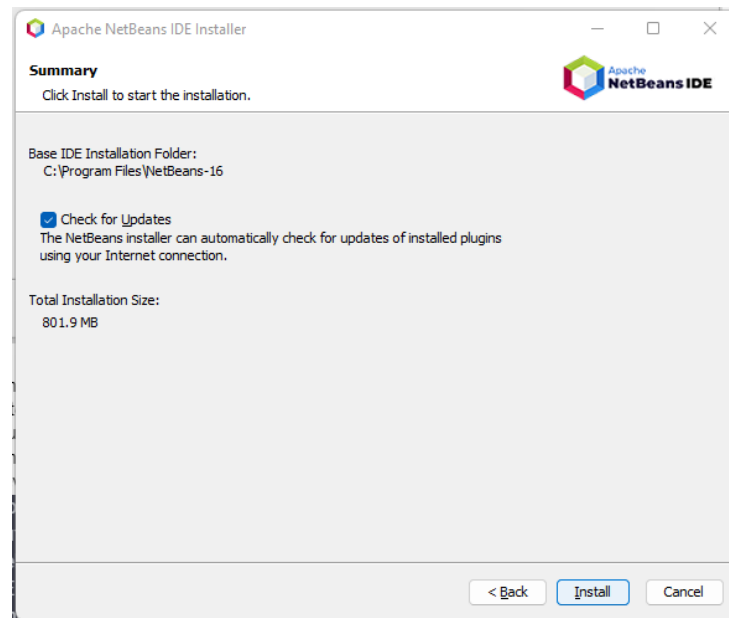 Apache NetBeans IDE Installer
Summary
Click Install to start the installation.
Apache
NetBeans IDE
Base IDE Installation Folder:
C:\Program Files\NetBeans-16
Check for Updates
The NetBeans installer can automatically check for updates of installed plugins
using your Internet connection.
Total Installation Size:
801.9 MB
< Back
Install
Cancel